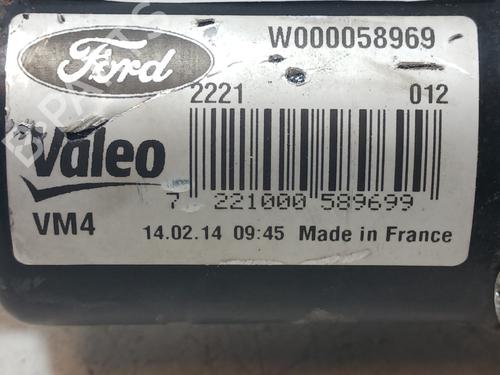 Ford
W000058969
2221 012
Valeo
7 221000 589699
VM4
14.02.14 09:45 Made in France